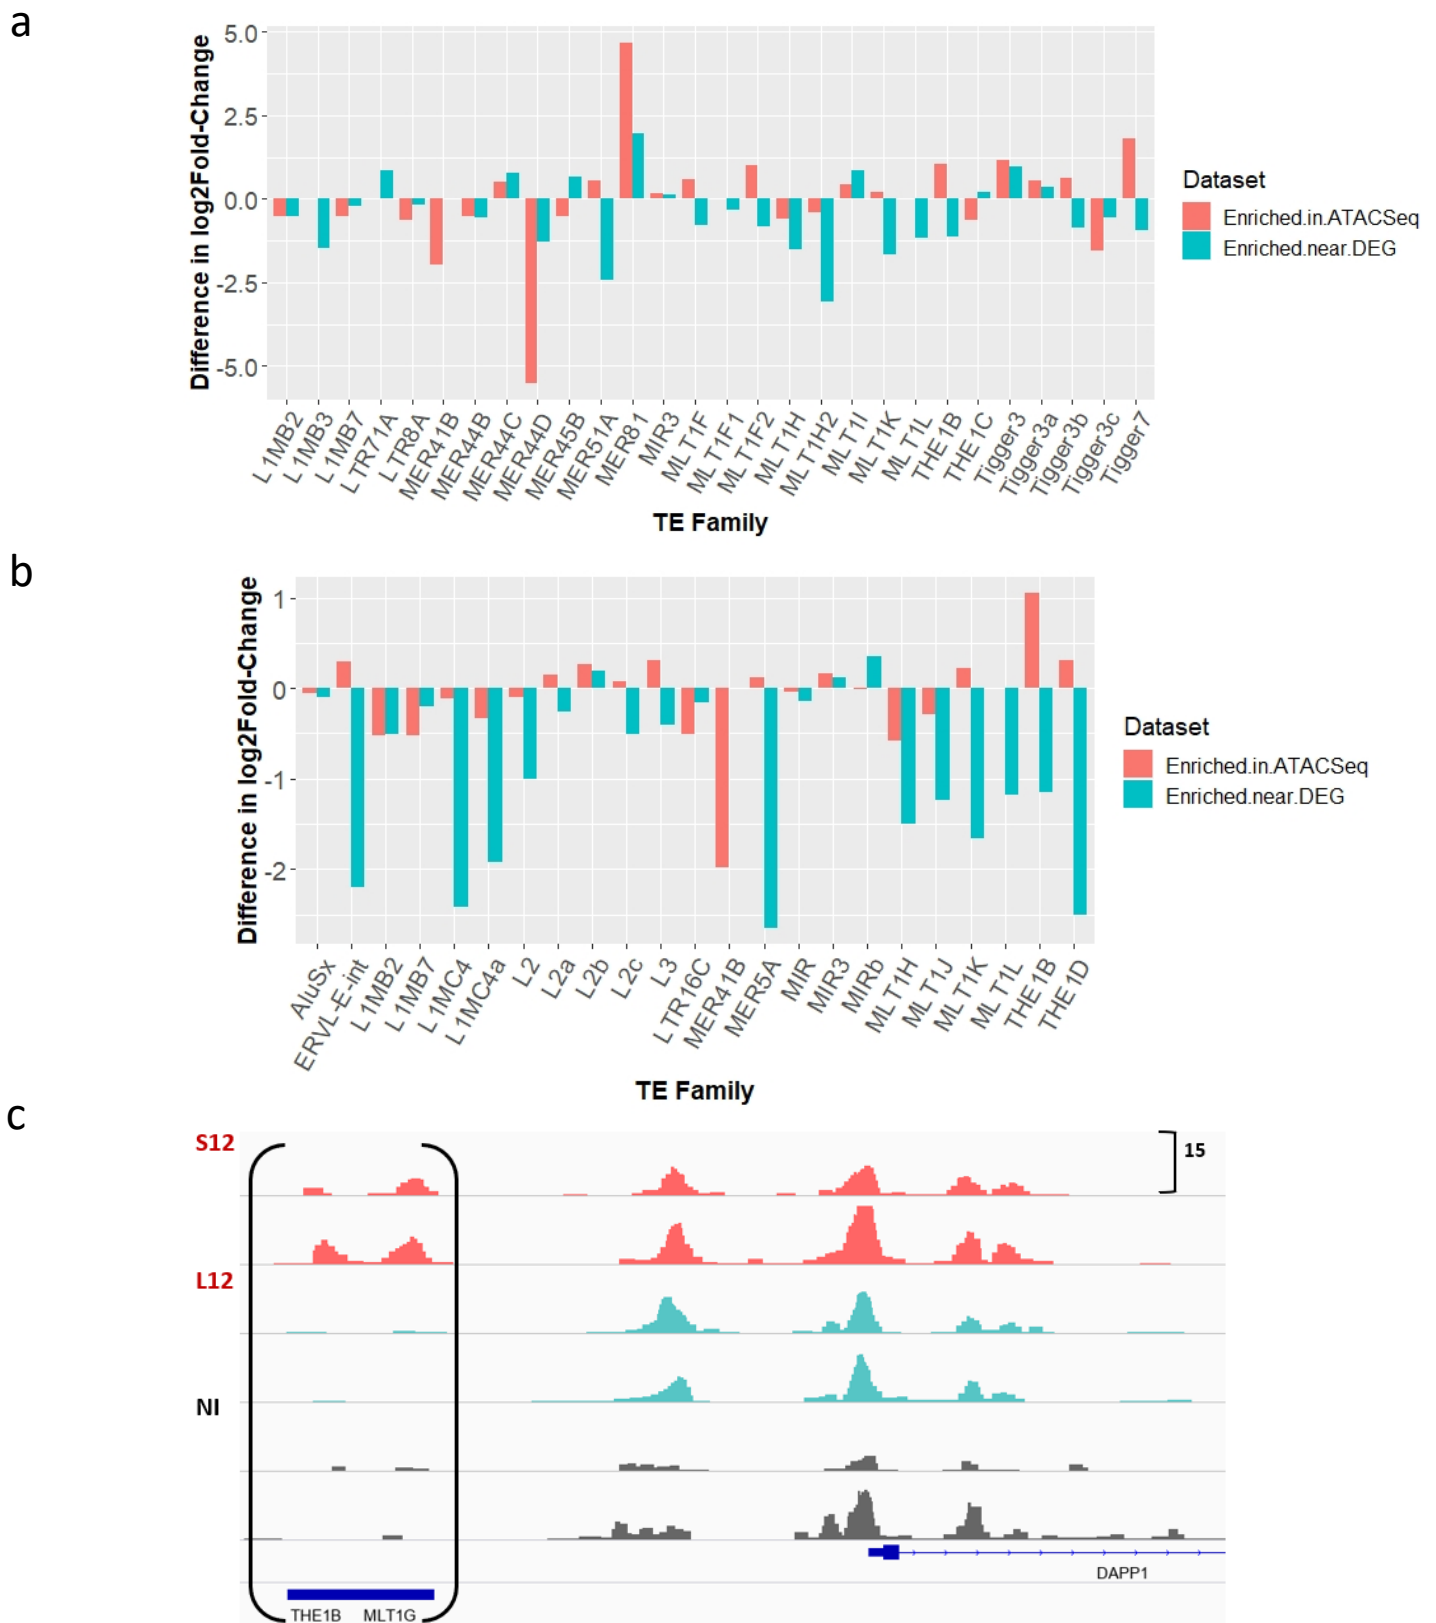 a
Difference in log2Fold-Change
5.0
2.5
0.0
-2.5
-5.0
L1MB2
L1MB3
L1MB7
LTR71A
LTR8A
MER41B
MER44B
MER44C
MER44D
MER45B
MER51A
MER81
MIR3
MLT1F
MLT1F1
MLT1F2
MLT1H
MLT1H2
MLT1I
MLT1K
MLT1L
THE1B
THE1C
Tigger3
Tigger3a
Tigger3b
Tigger3c
Tigger7
TE Family
Dataset
Enriched.in.ATACSeq
Enriched.near.DEG
b
Difference in log2Fold-Change
1
0
-1
-2
AluSx
ERVL-E-int
L1MB2
L1MB7
L1MC4
L1MC4a
L2
L2a
L2b
L2c
L3
LTR16C
MER41B
MER5A
MIR
MIR3
MIRb
MLT1H
MLT1J
MLT1K
MLT1L
THE1B
THE1D
TE Family
Dataset
Enriched.in.ATACSeq
Enriched.near.DEG
c
S12
15
L12
NI
DAPP1
THE1B MLT1G